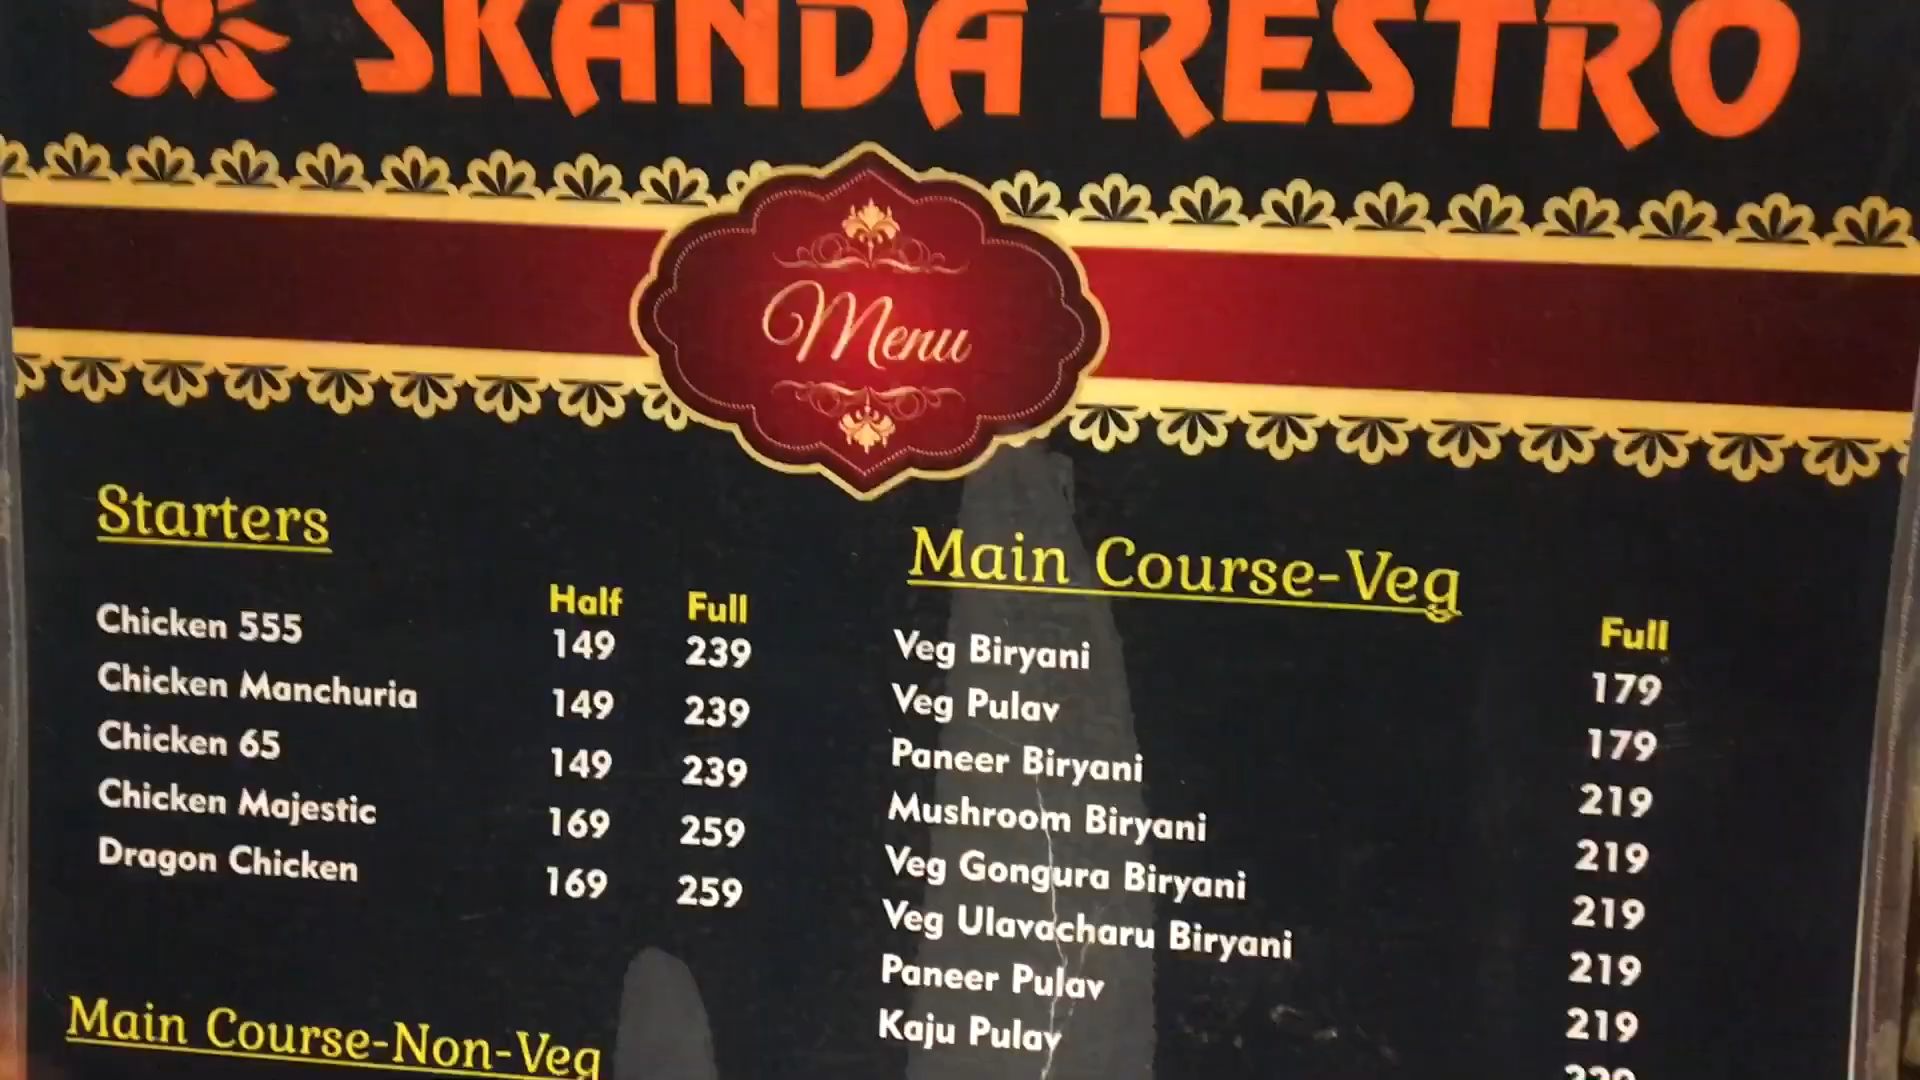 SKANDA RESTRO
Menu
Starters
Half Full
Chicken 555 149 239
Chicken Manchuria 149 239
Chicken 65 149 239
Chicken Majestic 169 259
Dragon Chicken 169 259
Main Course-Non-Veg
Main Course-Veg
Full
Veg Biryani 179
Veg Pulav 179
Paneer Biryani 219
Mushroom Biryani 219
Veg Gongura Biryani 219
Veg Ulavacharu Biryani 219
Paneer Pulav 219
Kaju Pulav